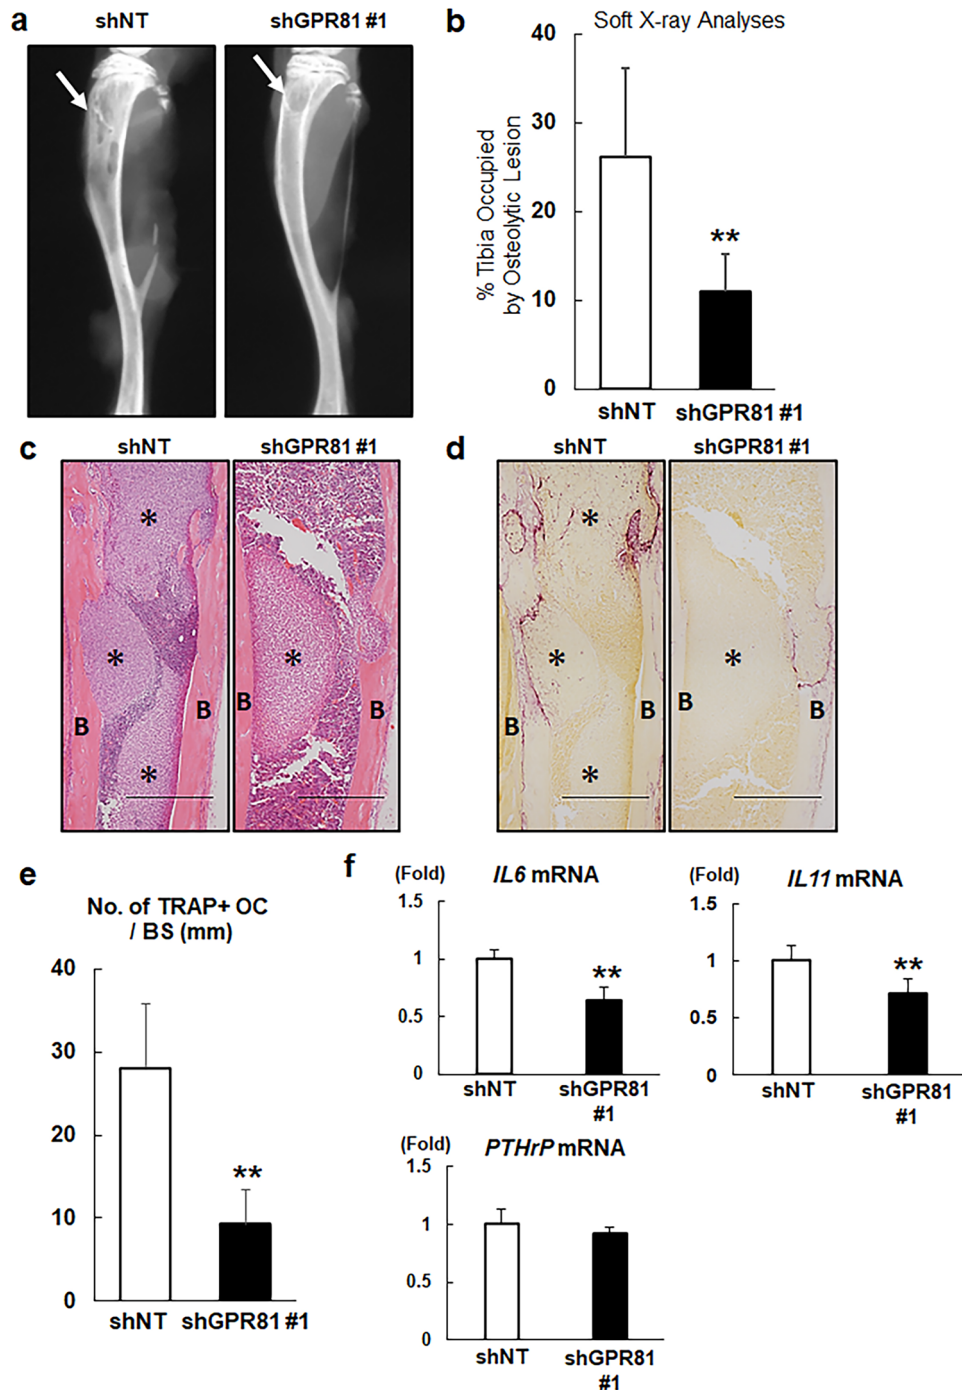 a
shNT
shGPR81 #1
b
Soft X-ray Analyses
% Tibia Occupied
by Osteolytic Lesion
40
30
20
10
0
**
shNT
shGPR81 #1
c
shNT
shGPR81 #1
*
*
*
B
B
*
B
B
d
shNT
shGPR81 #1
*
*
*
B
B
*
B
B
e
No. of TRAP+ OC
/ BS (mm)
40
30
20
10
0
**
shNT
shGPR81 #1
f
(Fold)
IL6 mRNA
1.5
1
0.5
0
**
shNT
shGPR81
#1
(Fold)
IL11 mRNA
1.5
1
0.5
0
**
shNT
shGPR81
#1
(Fold)
PTHrP mRNA
1.5
1
0.5
0
shNT
shGPR81
#1